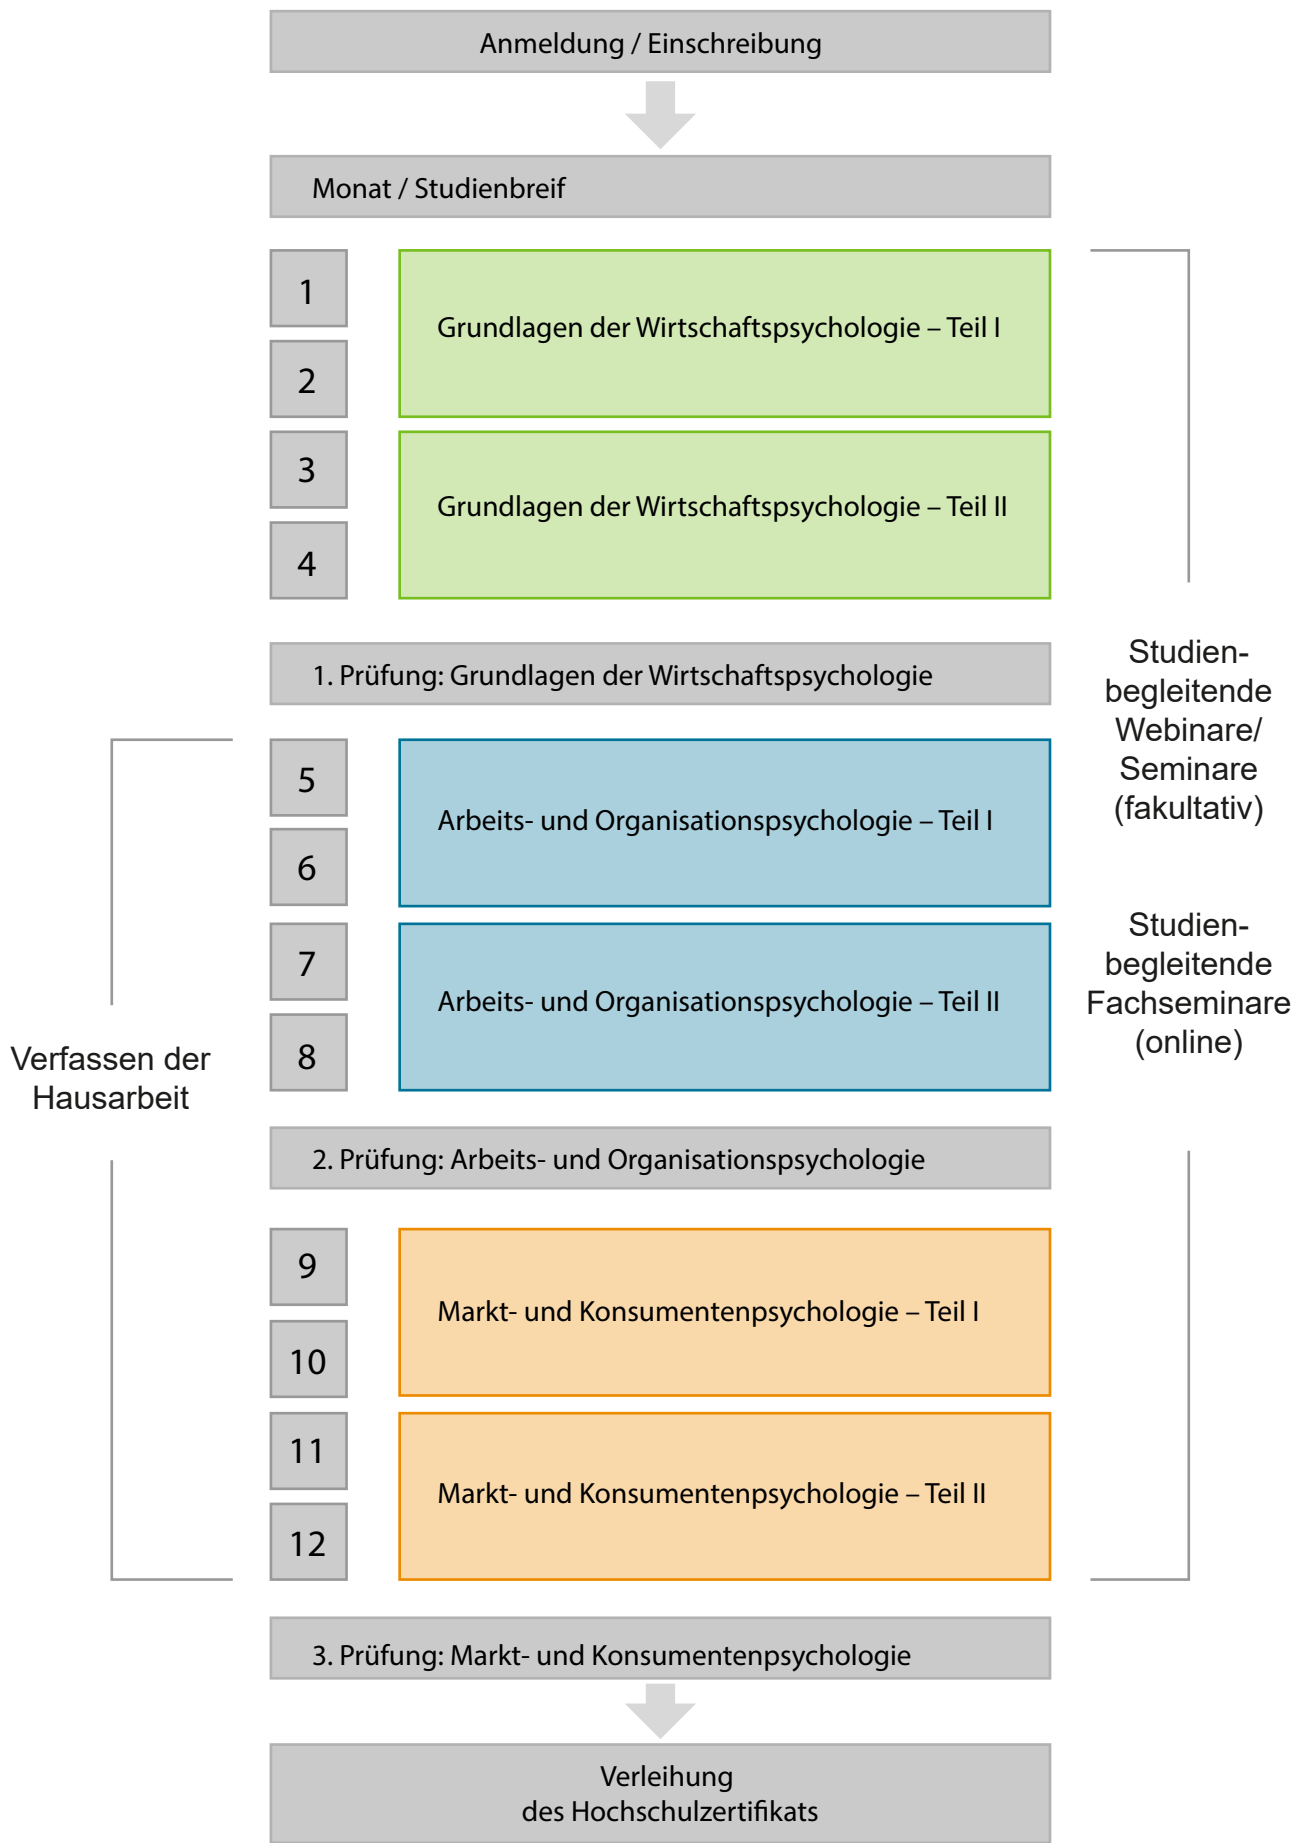 Anmeldung / Einschreibung
Monat / Studienbreif
1
Grundlagen der Wirtschaftspsychologie – Teil I
2
3
Grundlagen der Wirtschaftspsychologie – Teil II
4
Studien-
begleitende
Webinare/
Seminare
(fakultativ)
1. Prüfung: Grundlagen der Wirtschaftspsychologie
5
Arbeits- und Organisationspsychologie – Teil I
6
Studien-
begleitende
Fachseminare
(online)
7
Arbeits- und Organisationspsychologie – Teil II
8
Verfassen der
Hausarbeit
2. Prüfung: Arbeits- und Organisationspsychologie
9
Markt- und Konsumentenpsychologie – Teil I
10
11
Markt- und Konsumentenpsychologie – Teil II
12
3. Prüfung: Markt- und Konsumentenpsychologie
Verleihung
des Hochschulzertifikats